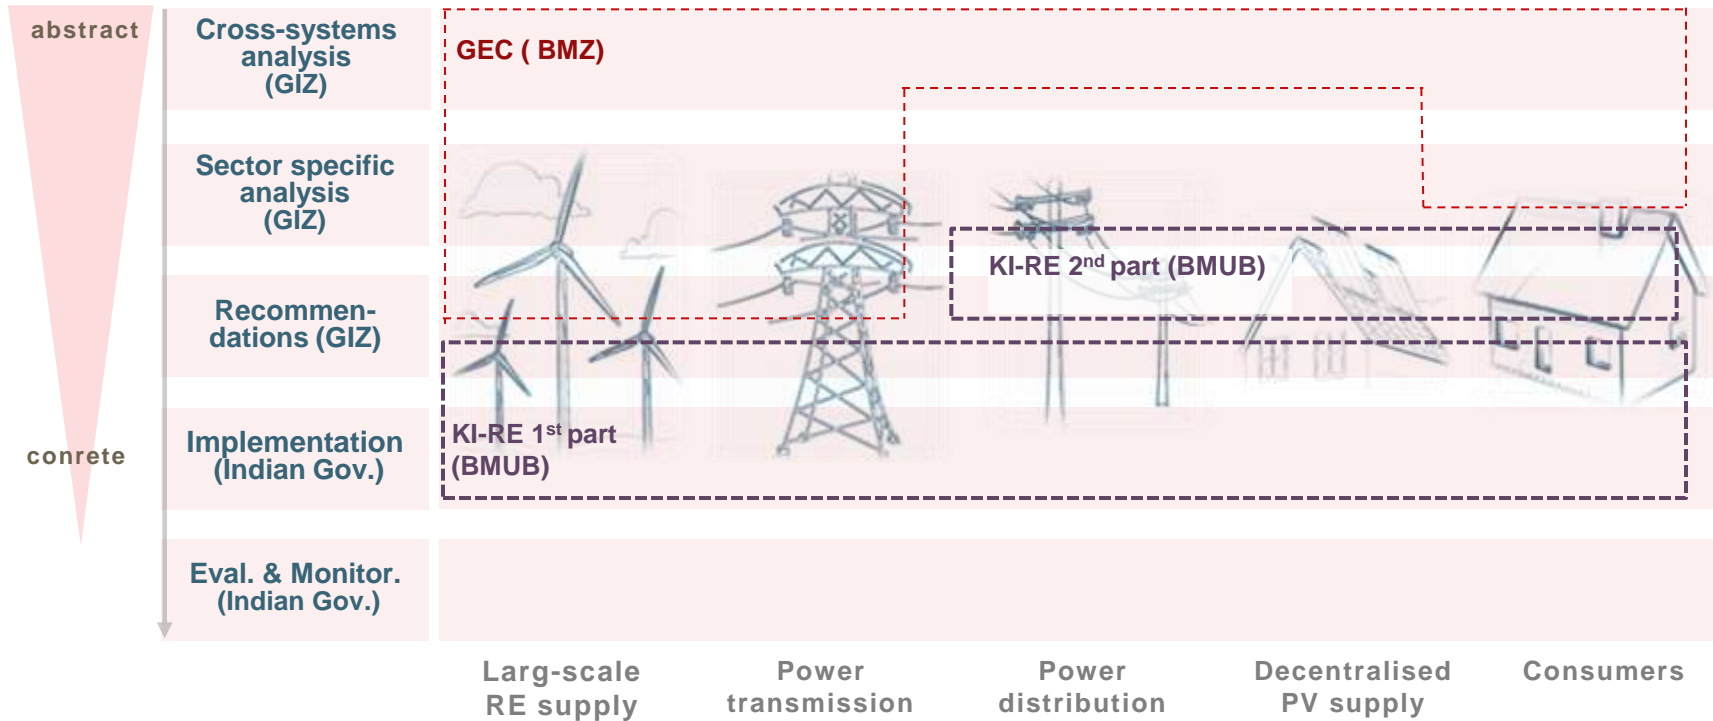 abstract
Cross-systems
analysis
(GIZ)
GEC ( BMZ)
Sector specific
analysis
(GIZ)
KI-RE 2nd part (BMUB)
Recommen-
dations (GIZ)
conrete
Implementation
(Indian Gov.)
KI-RE 1st part
(BMUB)
Eval. & Monitor.
(Indian Gov.)
Larg-scale
RE supply
Power
transmission
Power
distribution
Decentralised
PV supply
Consumers